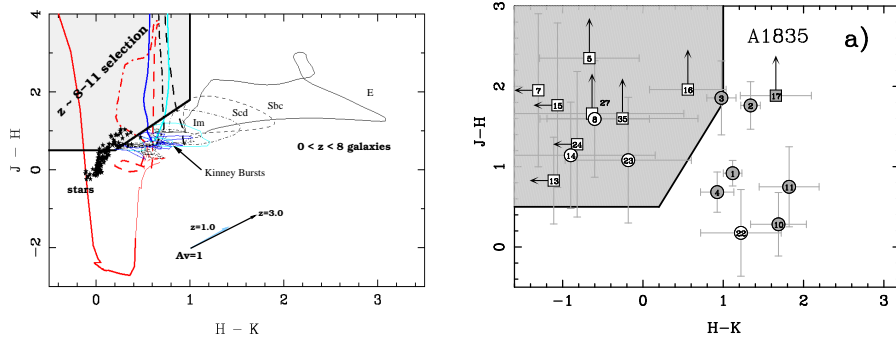 4
2
0
−2
0
1
2
3
J − H
H − K
z ~ 8–11 selection
stars
E
Sbc
Scd
Im
0 < z < 8 galaxies
Kinney Bursts
z=1.0
z=3.0
Av=1
3
2
1
0
-1
0
1
2
3
J-H
H-K
A1835
a)
5
7
15
27
8
35
16
3
2
17
24
14
23
13
1
4
11
22
10